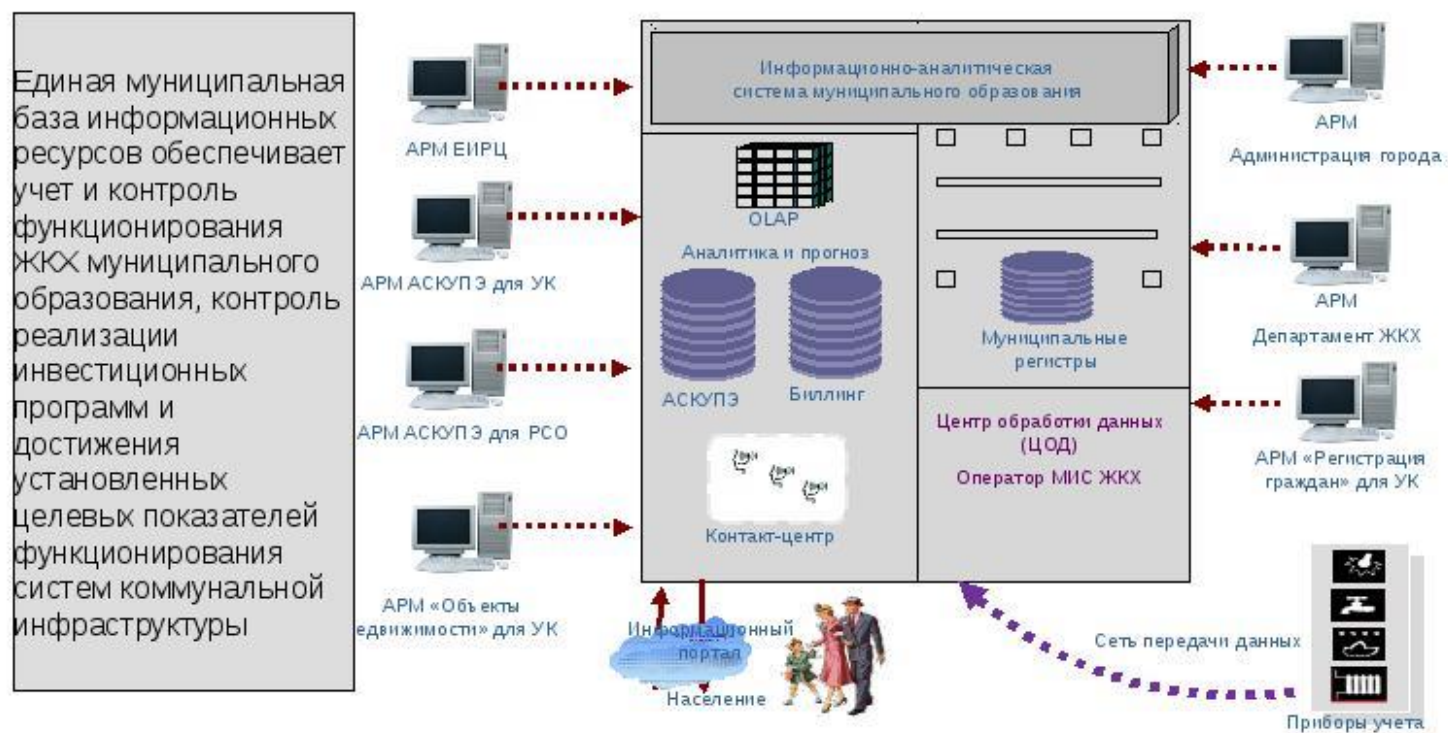 Единая муниципальная
база информационных
ресурсов обеспечивает
учет и контроль
функционирования
ЖКХ муниципального
образования, контроль
реализации
инвестиционных
программ и
достижения
установленных
целевых показателей
функционирования
систем коммунальной
инфраструктуры
АРМ ЕИРЦ
АРМ АСКУПЭ для УК
АРМ АСКУПЭ для РСО
АРМ «Объекты
едвижимости» для УК
Информационно-аналитическая
система муниципального образования
OLAP
Аналитика и прогноз
АСКУПЭ
Биллинг
Контакт-центр
Муниципальные
регистры
Центр обработки данных
(ЦОД)
Оператор МИС ЖКХ
АРМ
Администрация города
АРМ
Департамент ЖКХ
АРМ «Регистрация
граждан» для УК
Информационный
портал
Население
Сеть передачи данных
Приборы учета